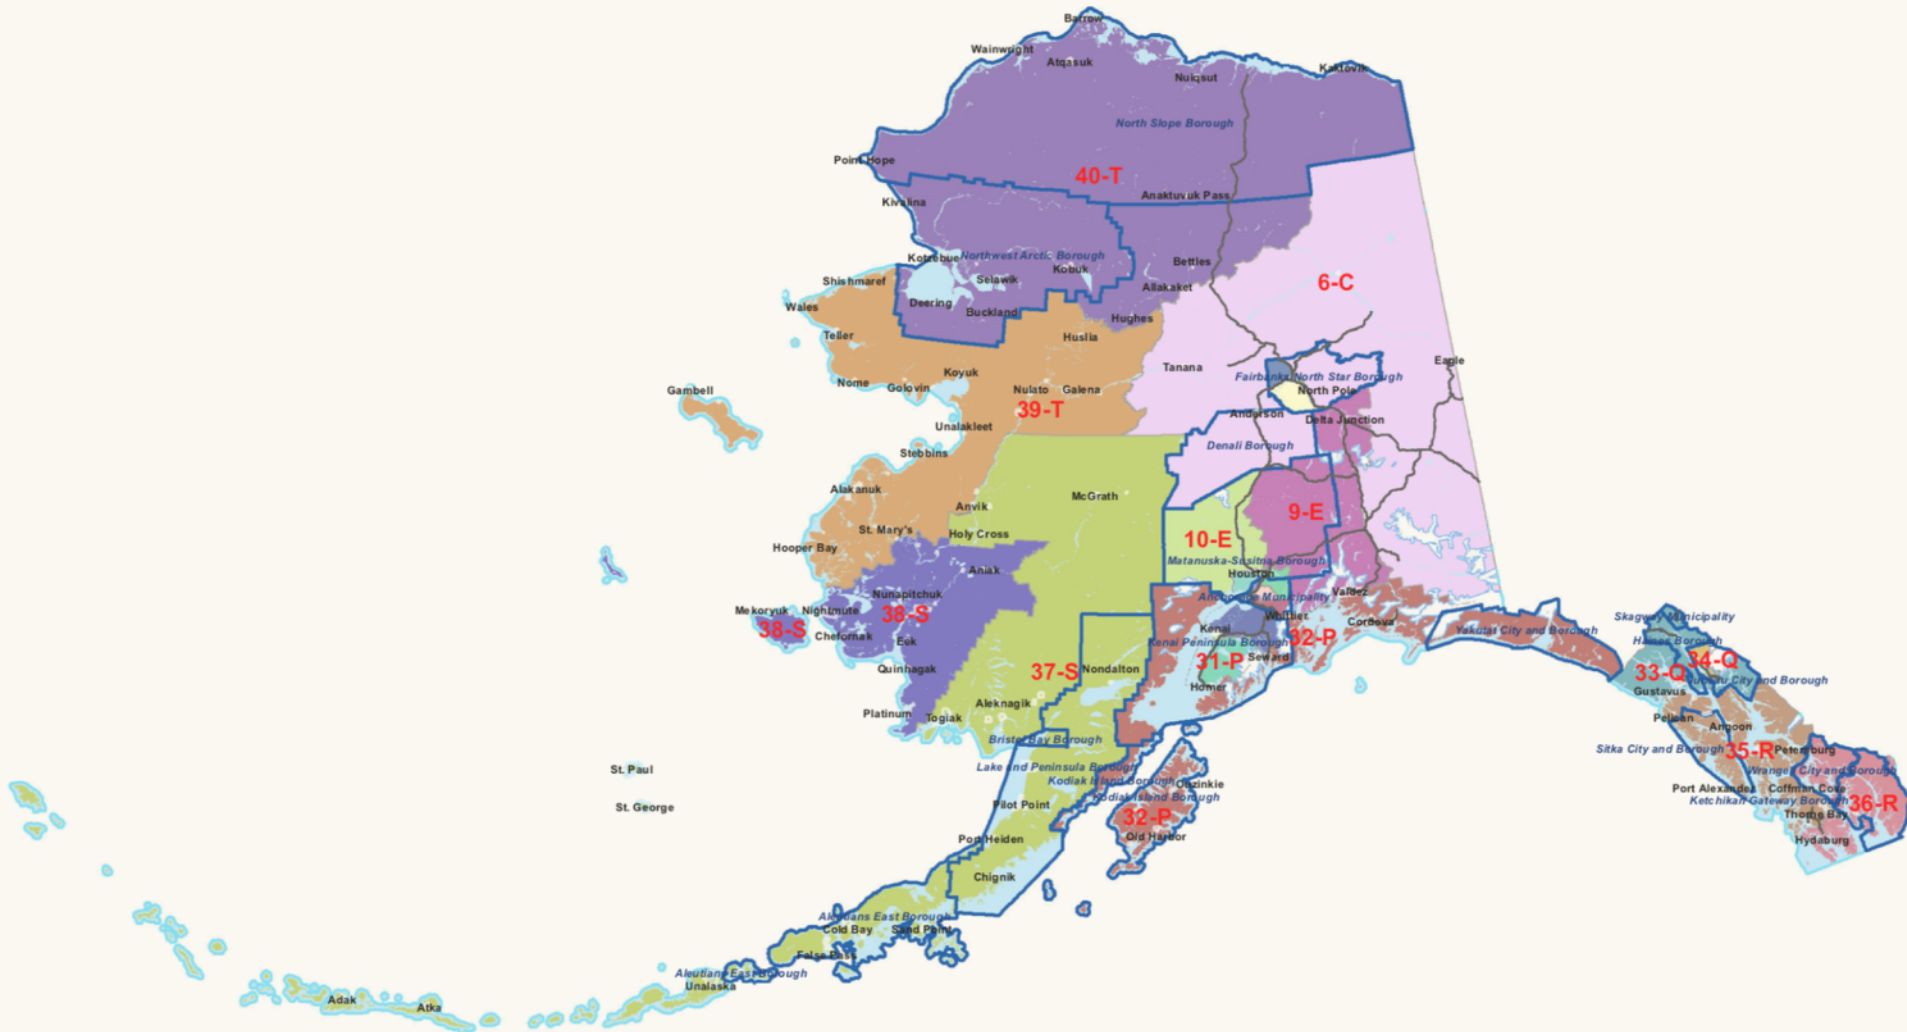 Barrow
Wainwright
Atqasuk
Kaktovik
Nuiqsut
North Slope Borough
Point Hope
40-T
Anaktuvuk Pass
Kivalina
Kotzebue
Northwest Arctic Borough
Bettles
Kobuk
Selawik
Shishmaref
6-C
Allakaket
Deering
Wales
Buckland
Hughes
Teller
Huslia
Eagle
Tanana
Koyuk
Fairbanks North Star Borough
Nome
Golovin
Nulato
Galena
North Pole
Gambell
39-T
Anderson
Delta Junction
Unalakleet
Denali Borough
Stebbins
Alakanuk
McGrath
Anvik
9-E
St. Mary's
Holy Cross
10-E
Hooper Bay
Matanuska-Susitna Borough
Aniak
Houston
Nunapitchuk
Anchorage Municipality
Valdez
Mekoryuk
Nightmute
38-S
Whittier
Skagway Municipality
Cordova
38-S
Chefornak
Eek
Kenai
32-P
Yakutat City and Borough
Kenai Peninsula Borough
Haines Borough
Quinhagak
37-S
Nondalton
31-P
Seward
33-Q
34-Q
Juneau City and Borough
Homer
Gustavus
Aleknagik
Platinum
Togiak
Pelican
Angoon
Bristol Bay Borough
Sitka City and Borough
35-R
Petersburg
Lake and Peninsula Borough
St. Paul
Wrangell City and Borough
Kodiak Island Borough
Ouzinkie
Port Alexander
Coffman Cove
Kodiak Island Borough
Ketchikan Gateway Borough
36-R
St. George
Pilot Point
32-P
Thorne Bay
Port Heiden
Old Harbor
Hydaburg
Chignik
Aleutians East Borough
Cold Bay
Sand Point
False Pass
Aleutians East Borough
Unalaska
Adak
Atka